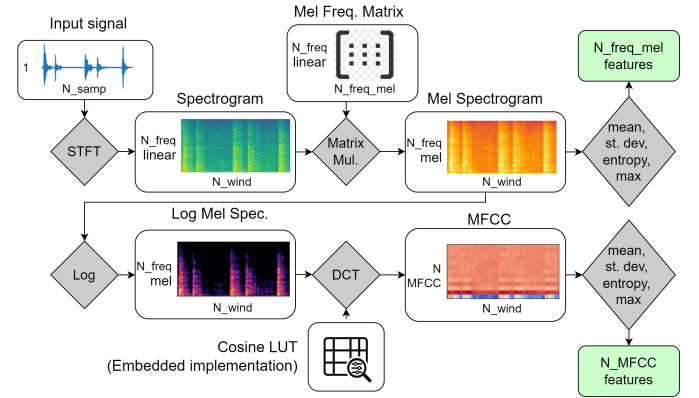 Input signal
1
N_samp
Mel Freq. Matrix
N_freq
linear
N_freq_mel
N_freq_mel
features
Spectrogram
Mel Spectrogram
STFT
N_freq
linear
N_wind
Matrix
Mul.
N_freq
mel
N_wind
mean,
st. dev,
entropy,
max
Log Mel Spec.
MFCC
Log
N_freq
mel
N_wind
DCT
N
MFCC
N_wind
mean,
st. dev,
entropy,
max
Cosine LUT
(Embedded implementation)
N_MFCC
features